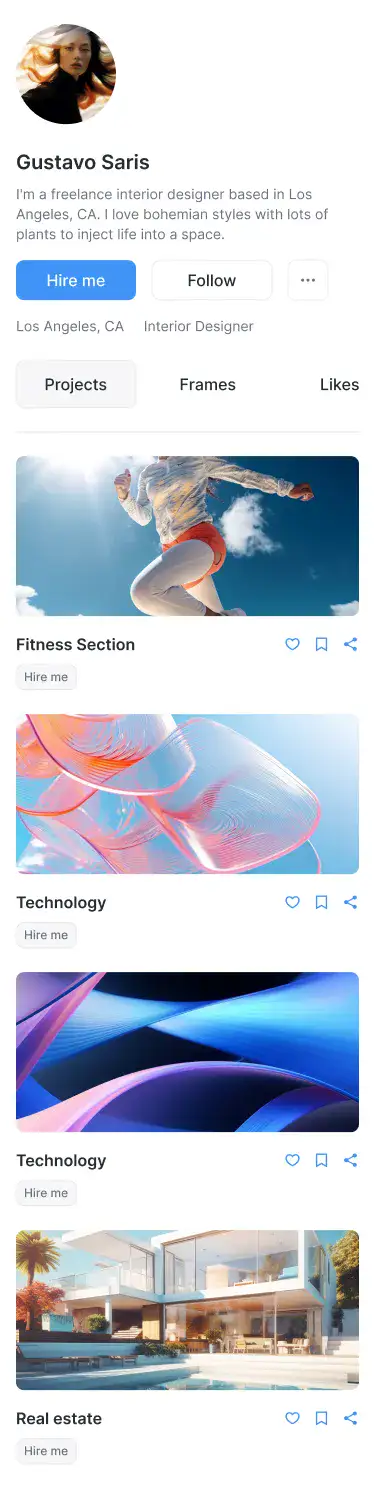 Gustavo Saris
I'm a freelance interior designer based in Los
Angeles, CA. I love bohemian styles with lots of
plants to inject life into a space.
Hire me
Follow
Los Angeles, CA
Interior Designer
Projects
Frames
Likes
Fitness Section
Hire me
Technology
Hire me
Technology
Hire me
Real estate
Hire me